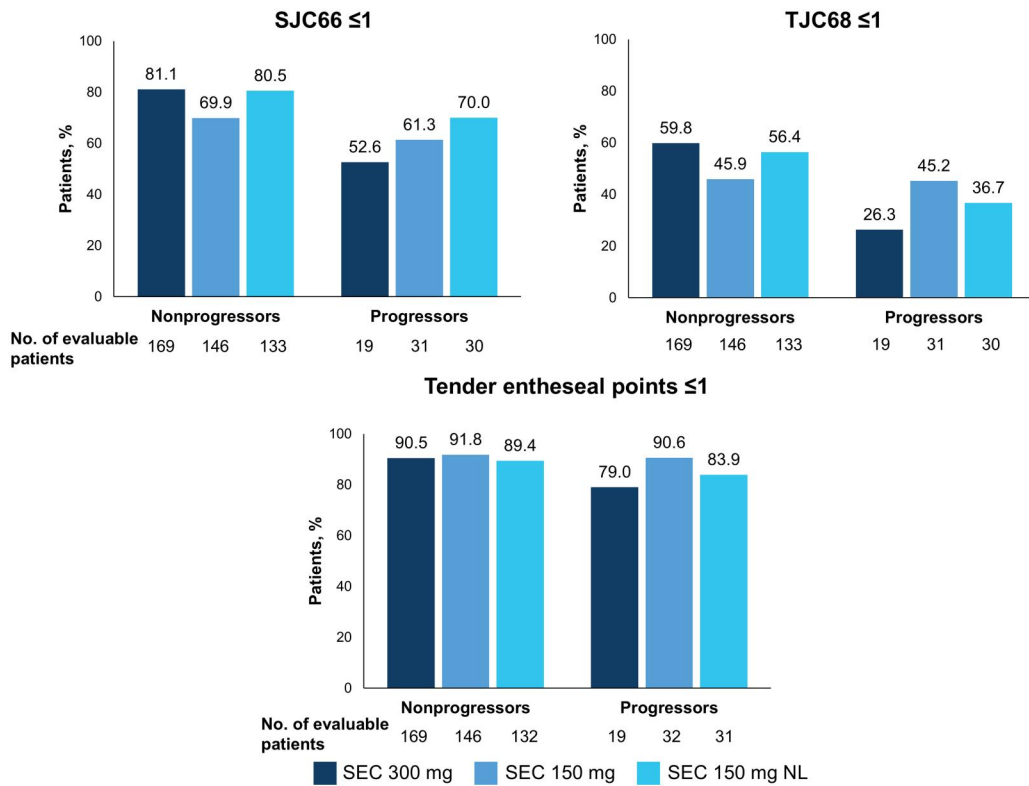 SJC66 ≤1
100
80
60
40
20
0
Patients, %
81.1
69.9
80.5
52.6
61.3
70.0
Nonprogressors
Progressors
No. of evaluable
patients
169 146 133 19 31 30
TJC68 ≤1
100
80
60
40
20
0
Patients, %
59.8
45.9
56.4
26.3
45.2
36.7
Nonprogressors
Progressors
169 146 133 19 31 30
Tender entheseal points ≤1
100
80
60
40
20
0
Patients, %
90.5
91.8
89.4
79.0
90.6
83.9
Nonprogressors
Progressors
No. of evaluable
patients
169 146 132 19 32 31
SEC 300 mg SEC 150 mg SEC 150 mg NL